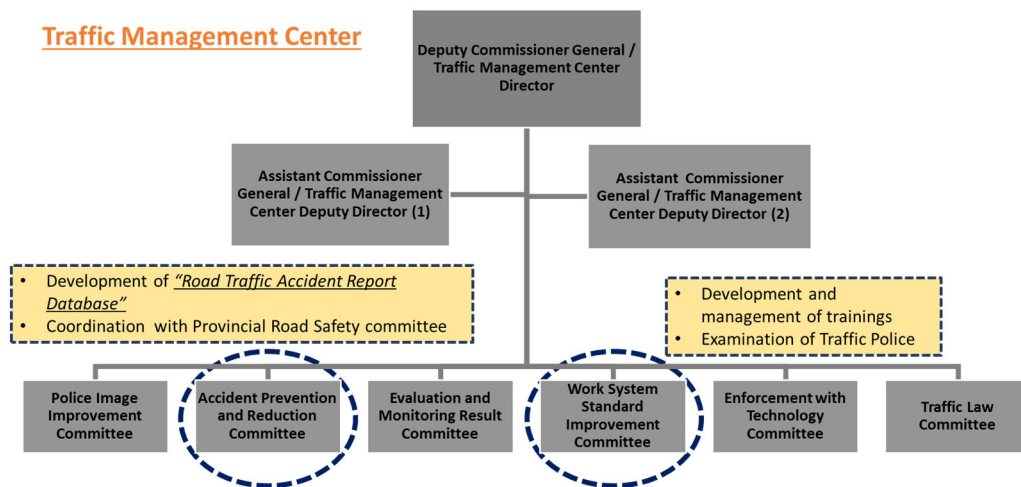 Traffic Management Center
Deputy Commissioner General /
Traffic Management Center
Director
Assistant Commissioner
General / Traffic Management
Center Deputy Director (1)
Assistant Commissioner
General / Traffic Management
Center Deputy Director (2)
• Development of “Road Traffic Accident Report
Database”
• Coordination with Provincial Road Safety committee
• Development and
management of trainings
• Examination of Traffic Police
Police Image
Improvement
Committee
Accident Prevention
and Reduction
Committee
Evaluation and
Monitoring Result
Committee
Work System
Standard
Improvement
Committee
Enforcement with
Technology
Committee
Traffic Law
Committee